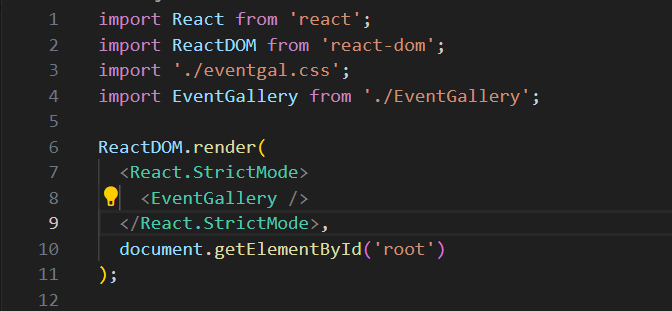 1 import React from 'react';
2 import ReactDOM from 'react-dom';
3 import './eventgal.css';
4 import EventGallery from './EventGallery';
5
6 ReactDOM.render(
7 <React.StrictMode>
8 <EventGallery />
9 </React.StrictMode>,
10 document.getElementById('root')
11 );
12